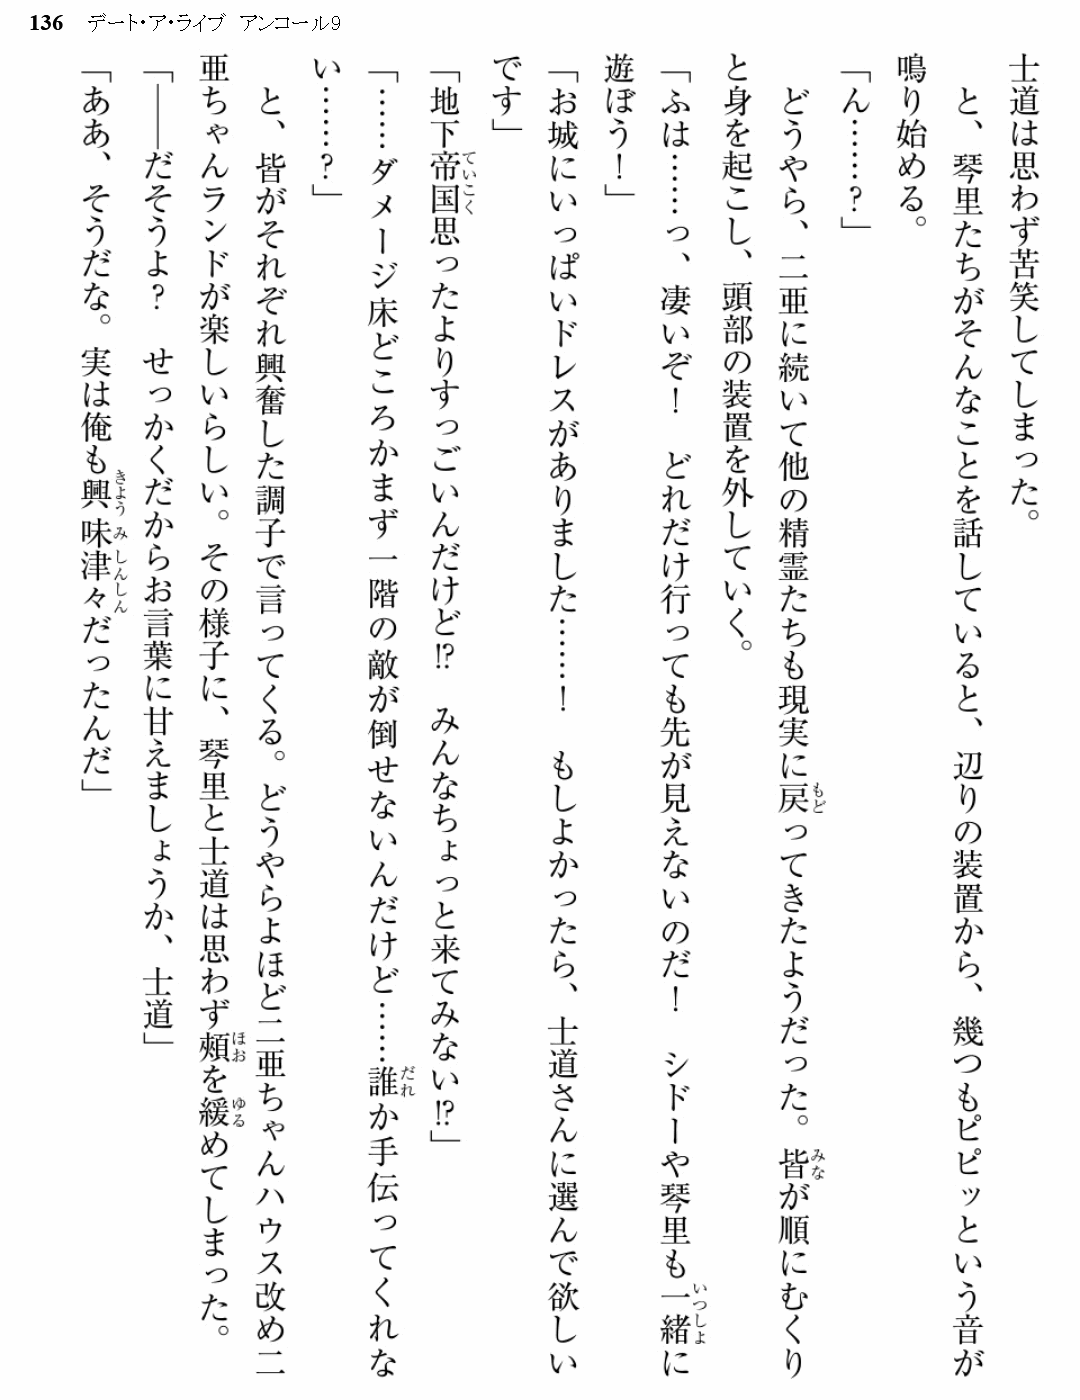 136 デート・ア・ライブ アンコール9
士道は思わず苦笑してしまった。
　と、琴里たちがそんなことを話していると、辺りの装置から、幾つもピピッという音が
鳴り始める。
「ん……？」
　どうやら、二亜に続いて他の精霊たちも現実に戻ってきたようだった。皆が順にむくり
と身を起こし、頭部の装置を外していく。
「ふは……っ、凄いぞ！　どれだけ行っても先が見えないのだ！　シドーや琴里も一緒に
遊ぼう！」
「お城にいっぱいドレスがありました……！　もしよかったら、士道さんに選んで欲しい
です」
「地下帝国思ったよりすっごいんだけど!?　みんなちょっと来てみない!?」
「……ダメージ床どころかまず一階の敵が倒せないんだけど……誰か手伝ってくれな
い……？」
　と、皆がそれぞれ興奮した調子で言ってくる。どうやらよほど二亜ちゃんハウス改め二
亜ちゃんランドが楽しいらしい。その様子に、琴里と士道は思わず頰を緩めてしまった。
「――だそうよ？　せっかくだからお言葉に甘えましょうか、士道」
「ああ、そうだな。実は俺も興味津々だったんだ」